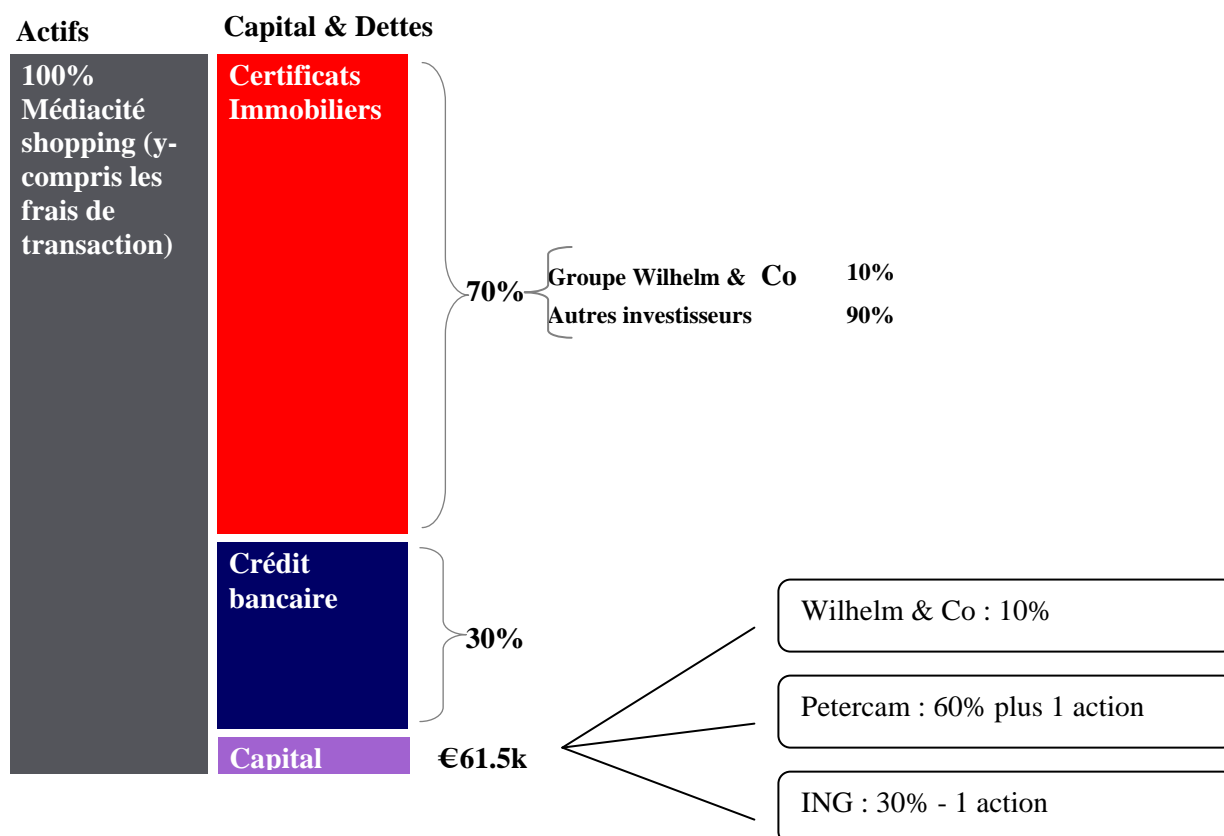 Actifs
Capital & Dettes
100%
Médiacité
shopping (y-
compris les
frais de
transaction)
Certificats
Immobiliers
70%
Groupe Wilhelm & Co 10%
Autres investisseurs 90%
Crédit
bancaire
30%
Capital
€61.5k
Wilhelm & Co : 10%
Petercam : 60% plus 1 action
ING : 30% - 1 action